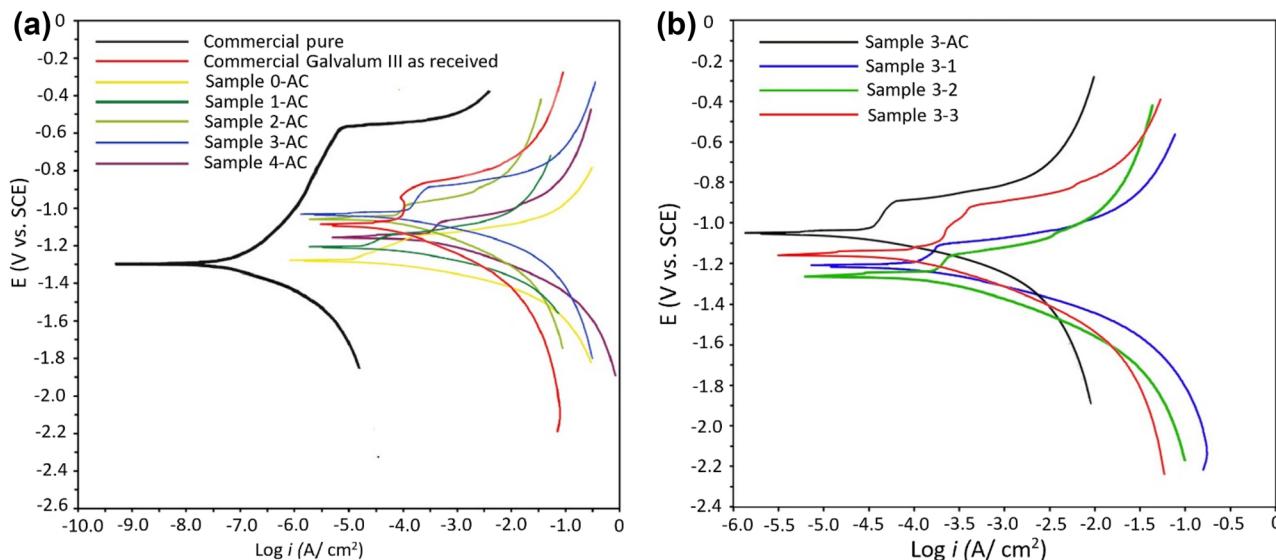 (a)
Commercial pure
Commercial Galvalum III as received
Sample 0-AC
Sample 1-AC
Sample 2-AC
Sample 3-AC
Sample 4-AC
E (V vs. SCE)
0
-0.2
-0.4
-0.6
-0.8
-1.0
-1.2
-1.4
-1.6
-1.8
-2.0
-2.2
-2.4
-2.6
-10.0 -9.0 -8.0 -7.0 -6.0 -5.0 -4.0 -3.0 -2.0 -1.0 0
Log i (A/ cm²)
(b)
Sample 3-AC
Sample 3-1
Sample 3-2
Sample 3-3
E (V vs. SCE)
0
-0.2
-0.4
-0.6
-0.8
-1.0
-1.2
-1.4
-1.6
-1.8
-2.0
-2.2
-2.4
-6.0 -5.5 -5.0 -4.5 -4.0 -3.5 -3.0 -2.5 -2.0 -1.5 -1.0 -0.5 0
Log i (A/ cm²)